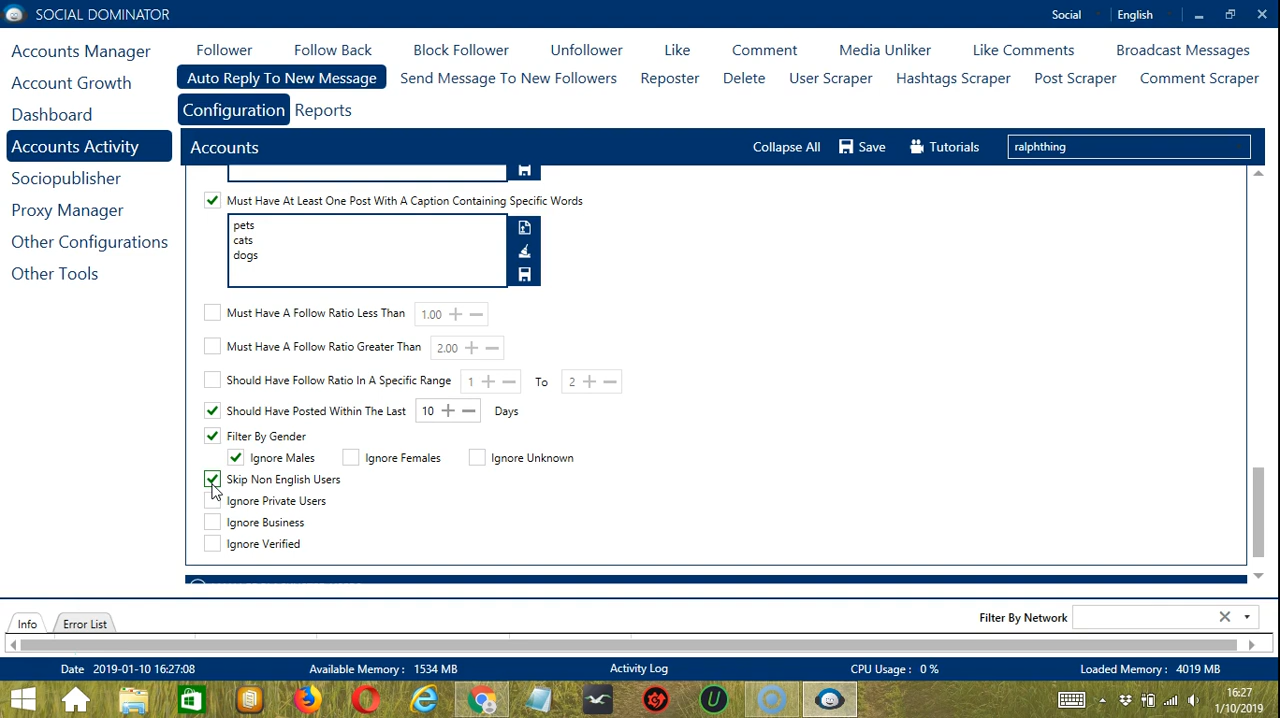 SOCIAL DOMINATOR
Social
English
Accounts Manager
Account Growth
Dashboard
Accounts Activity
Sociopublisher
Proxy Manager
Other Configurations
Other Tools
Follower
Follow Back
Block Follower
Unfollower
Like
Comment
Media Unliker
Like Comments
Broadcast Messages
Auto Reply To New Message
Send Message To New Followers
Reposter
Delete
User Scraper
Hashtags Scraper
Post Scraper
Comment Scraper
Configuration
Reports
Accounts
Collapse All
Save
Tutorials
ralphthing
Must Have At Least One Post With A Caption Containing Specific Words
pets
cats
dogs
Must Have A Follow Ratio Less Than 1.00
Must Have A Follow Ratio Greater Than 2.00
Should Have Follow Ratio In A Specific Range 1 To 2
Should Have Posted Within The Last 10 Days
Filter By Gender
Ignore Males
Ignore Females
Ignore Unknown
Skip Non English Users
Ignore Private Users
Ignore Business
Ignore Verified
Info
Error List
Filter By Network
Date 2019-01-10 16:27:08
Available Memory : 1534 MB
Activity Log
CPU Usage : 0 %
Loaded Memory : 4019 MB
16:27
1/10/2019